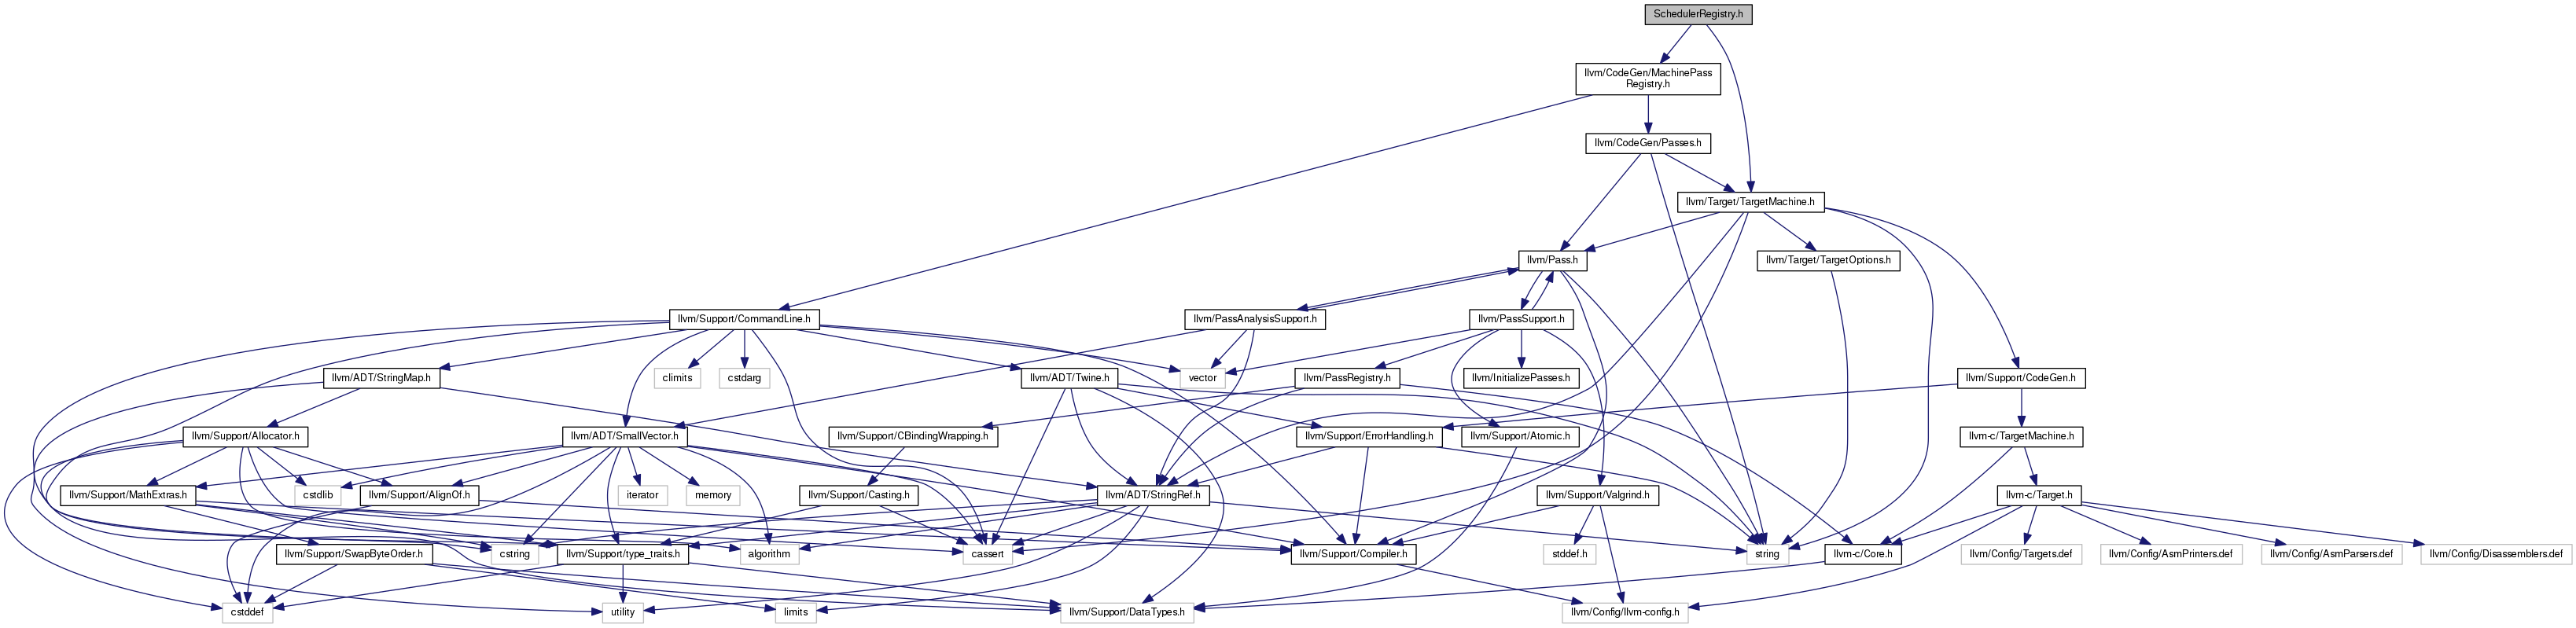 SchedulerRegistry.h
llvm/CodeGen/MachinePass
Registry.h
llvm/CodeGen/Passes.h
llvm/Target/TargetMachine.h
llvm/Pass.h
llvm/Target/TargetOptions.h
llvm/Support/CommandLine.h
llvm/PassAnalysisSupport.h
llvm/PassSupport.h
llvm/ADT/StringMap.h
climits
cstdarg
llvm/ADT/Twine.h
vector
llvm/PassRegistry.h
llvm/InitializePasses.h
llvm/Support/CodeGen.h
llvm/Support/Allocator.h
llvm/ADT/SmallVector.h
llvm/Support/CBindingWrapping.h
llvm/Support/ErrorHandling.h
llvm/Support/Atomic.h
llvm-c/TargetMachine.h
llvm/Support/MathExtras.h
cstdlib
llvm/Support/AlignOf.h
iterator
memory
llvm/Support/Casting.h
llvm/ADT/StringRef.h
llvm/Support/Valgrind.h
llvm-c/Target.h
llvm/Support/SwapByteOrder.h
cstring
llvm/Support/type_traits.h
algorithm
cassert
llvm/Support/Compiler.h
stddef.h
string
llvm-c/Core.h
llvm/Config/Targets.def
llvm/Config/AsmPrinters.def
llvm/Config/AsmParsers.def
llvm/Config/Disassemblers.def
cstddef
utility
limits
llvm/Support/DataTypes.h
llvm/Config/llvm-config.h